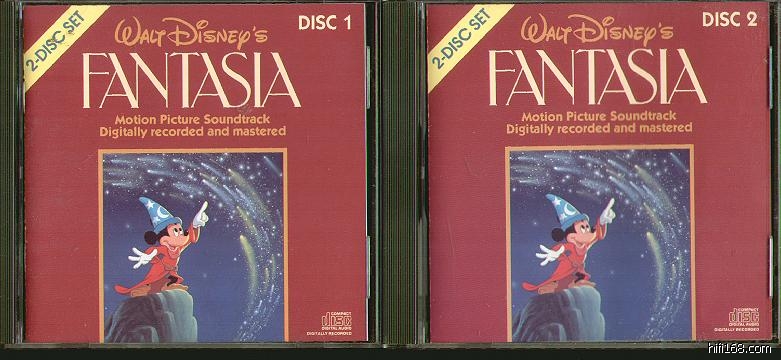 2-DISC SET
DISC 1
WALT DISNEY'S
FANTASIA
Motion Picture Soundtrack
Digitally recorded and mastered
COMPACT
disc
DIGITAL AUDIO
DIGITALLY RECORDED
2-DISC SET
DISC 2
WALT DISNEY'S
FANTASIA
Motion Picture Soundtrack
Digitally recorded and mastered
COMPACT
disc
DIGITAL AUDIO
DIGITALLY RECORDED
hifi168.com